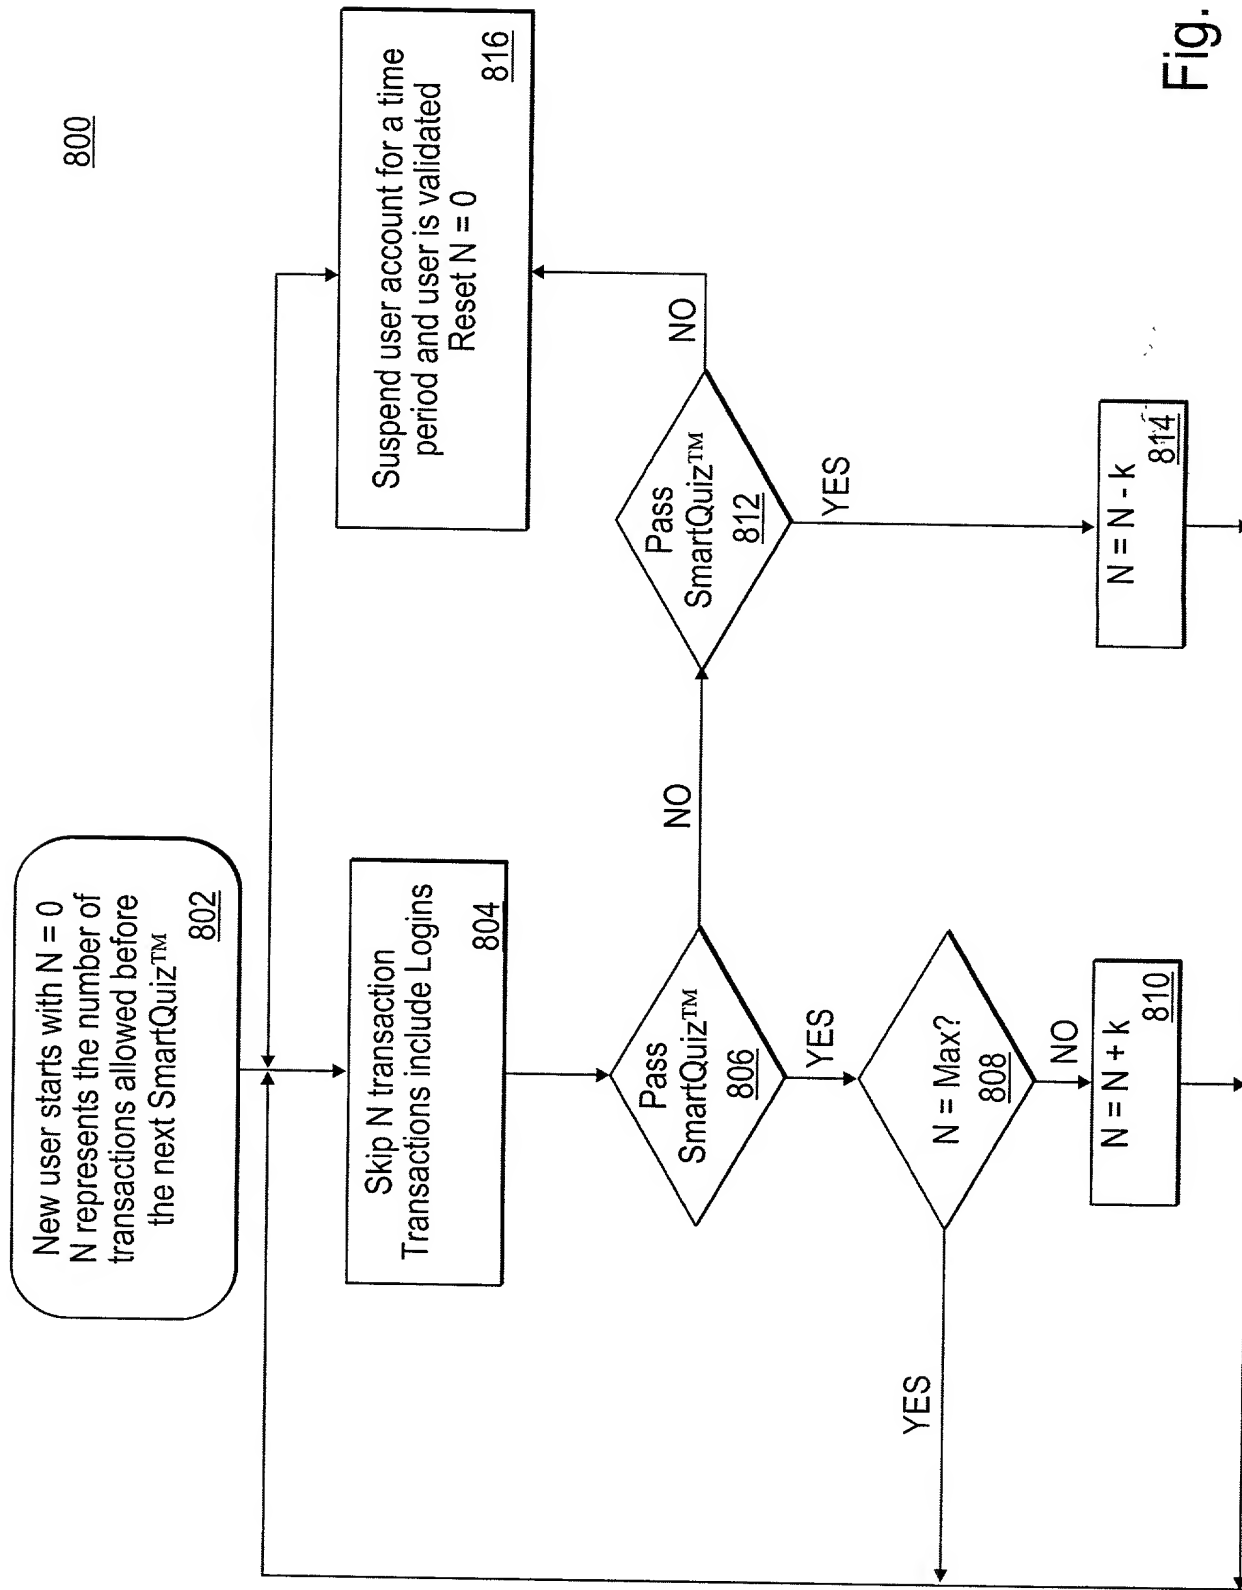 800
New user starts with N = 0
N represents the number of
transactions allowed before
the next SmartQuiz™
802
Skip N transaction
Transactions include Logins
804
Suspend user account for a time
period and user is validated
Reset N = 0
816
Pass
SmartQuiz™
806
NO
Pass
SmartQuiz™
812
NO
YES
YES
N = Max?
808
YES
NO
N = N + k
810
N = N - k
814
Fig.